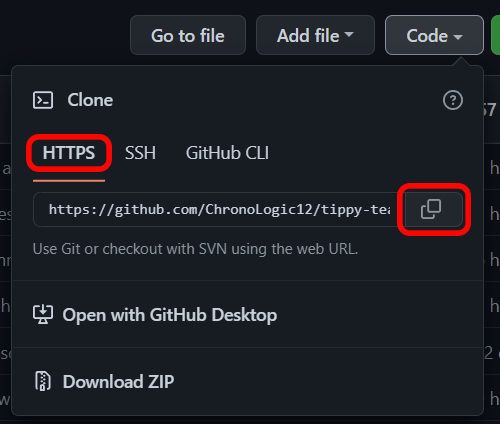 Go to file
Add file
Code
57
Clone
HTTPS
SSH
GitHub CLI
https://github.com/ChronoLogic12/tippy-tea
Use Git or checkout with SVN using the web URL.
Open with GitHub Desktop
Download ZIP